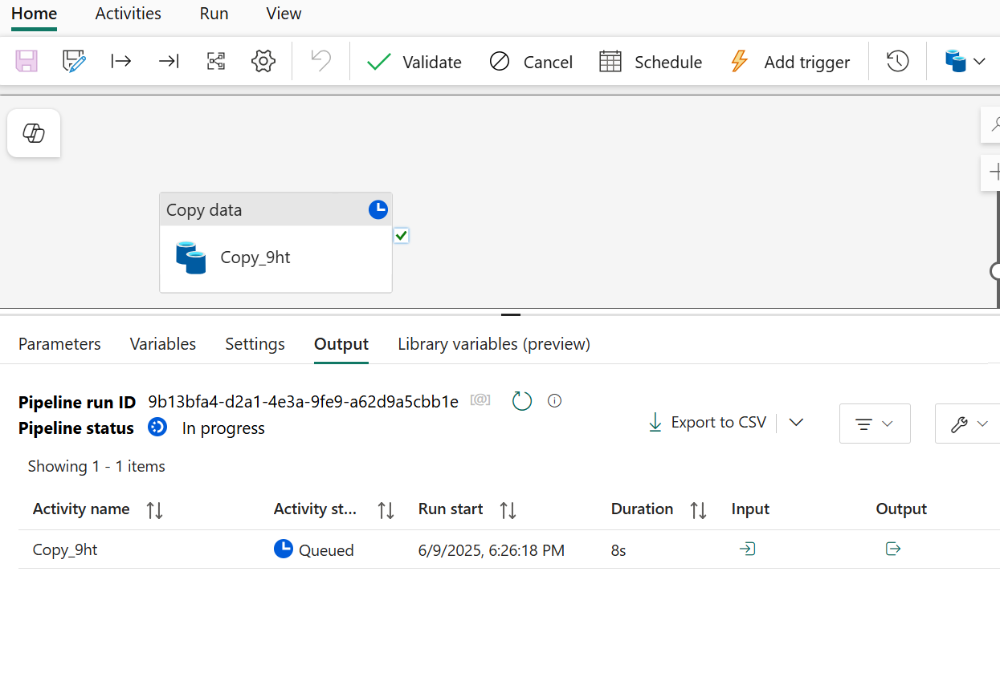 Home Activities Run View
Validate Cancel Schedule Add trigger
Copy data
Copy_9ht
Parameters Variables Settings Output Library variables (preview)
Pipeline run ID 9b13bfa4-d2a1-4e3a-9fe9-a62d9a5cbb1e [@]
Pipeline status In progress
Export to CSV
Showing 1 - 1 items
Activity name Activity st... Run start Duration Input Output
Copy_9ht Queued 6/9/2025, 6:26:18 PM 8s